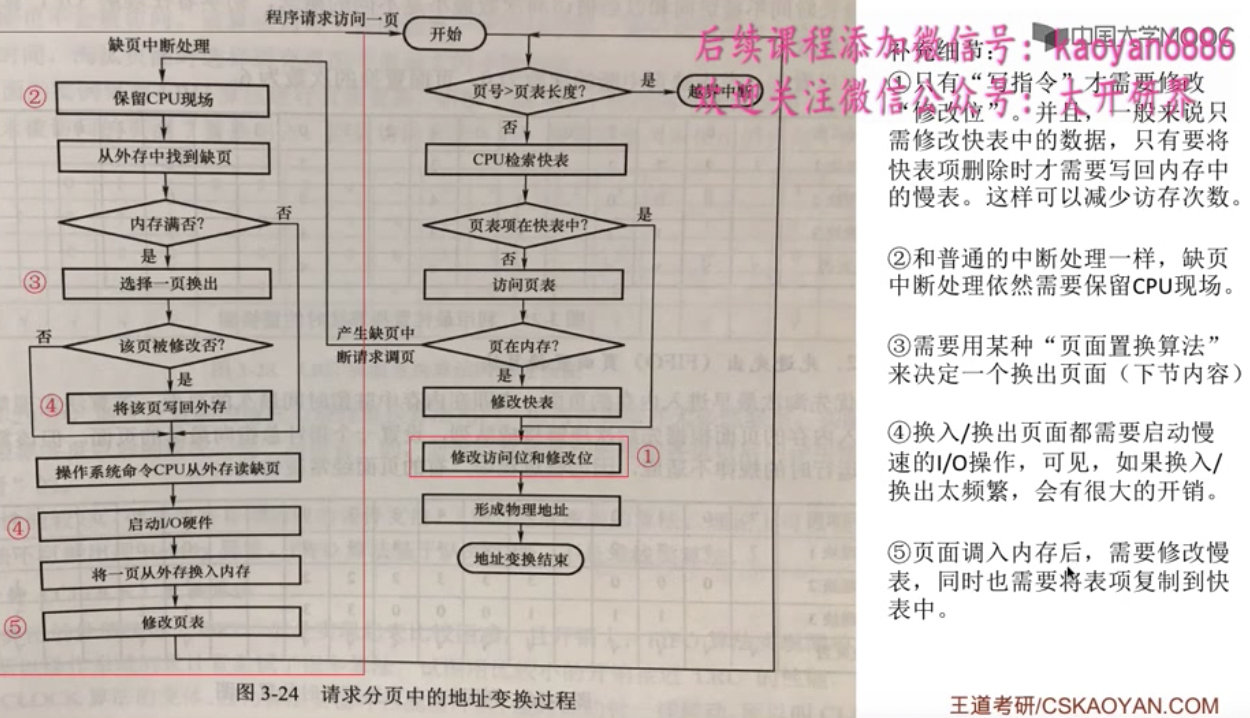 程序请求访问一页
开始
缺页中断处理
②
保留CPU现场
从外存中找到缺页
内存满否?
否
是
③
选择一页换出
否
该页被修改否?
是
④
将该页写回外存
操作系统命令CPU从外存读缺页
④
启动I/O硬件
将一页从外存换入内存
⑤
修改页表
页号>页表长度?
是
越界中断
否
CPU检索快表
页表项在快表中?
是
否
访问页表
产生缺页中
断请求调页
页在内存?
是
修改快表
修改访问位和修改位
①
形成物理地址
地址变换结束
图 3-24 请求分页中的地址变换过程
中国大学MOOC
后续课程添加微信号:kaoyan6886
欢迎关注微信公众号:大开研界
补充细节:
①只有“写指令”才需要修改
“修改位”。并且,一般来说只
需修改快表中的数据,只有要将
快表项删除时才需要写回内存中
的慢表。这样可以减少访存次数。
②和普通的中断处理一样,缺页
中断处理依然需要保留CPU现场。
③需要用某种“页面置换算法”
来决定一个换出页面(下节内容)
④换入/换出页面都需要启动慢
速的I/O操作,可见,如果换入/
换出太频繁,会有很大的开销。
⑤页面调入内存后,需要修改慢
表,同时也需要将表项复制到快
表中。
王道考研/CSKAOYAN.COM